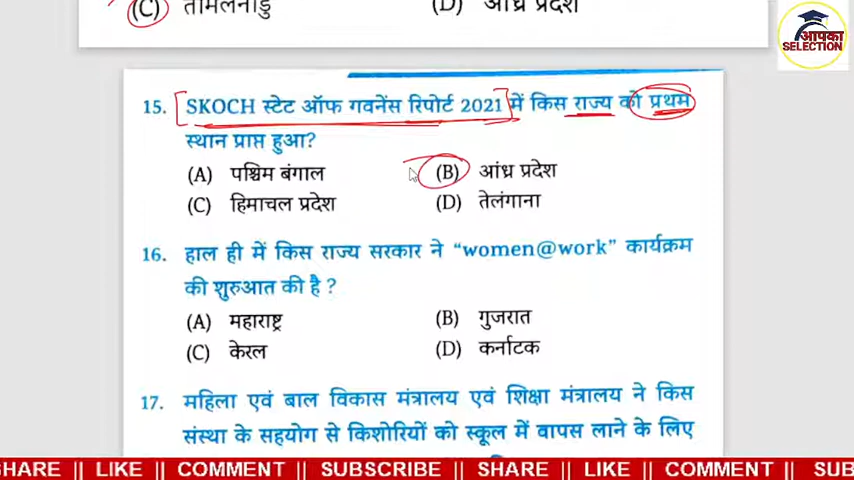 (C) तामिलनाडु (D) आंध्र प्रदेश
आपका
SELECTION
15. SKOCH स्टेट ऑफ गवर्नेंस रिपोर्ट 2021 में किस राज्य को प्रथम
स्थान प्राप्त हुआ?
(A) पश्चिम बंगाल (B) आंध्र प्रदेश
(C) हिमाचल प्रदेश (D) तेलंगाना
16. हाल ही में किस राज्य सरकार ने “women@work” कार्यक्रम
की शुरुआत की है ?
(A) महाराष्ट्र (B) गुजरात
(C) केरल (D) कर्नाटक
17. महिला एवं बाल विकास मंत्रालय एवं शिक्षा मंत्रालय ने किस
संस्था के सहयोग से किशोरियों को स्कूल में वापस लाने के लिए
SHARE || LIKE || COMMENT || SUBSCRIBE || SHARE || LIKE || COMMENT || SUB